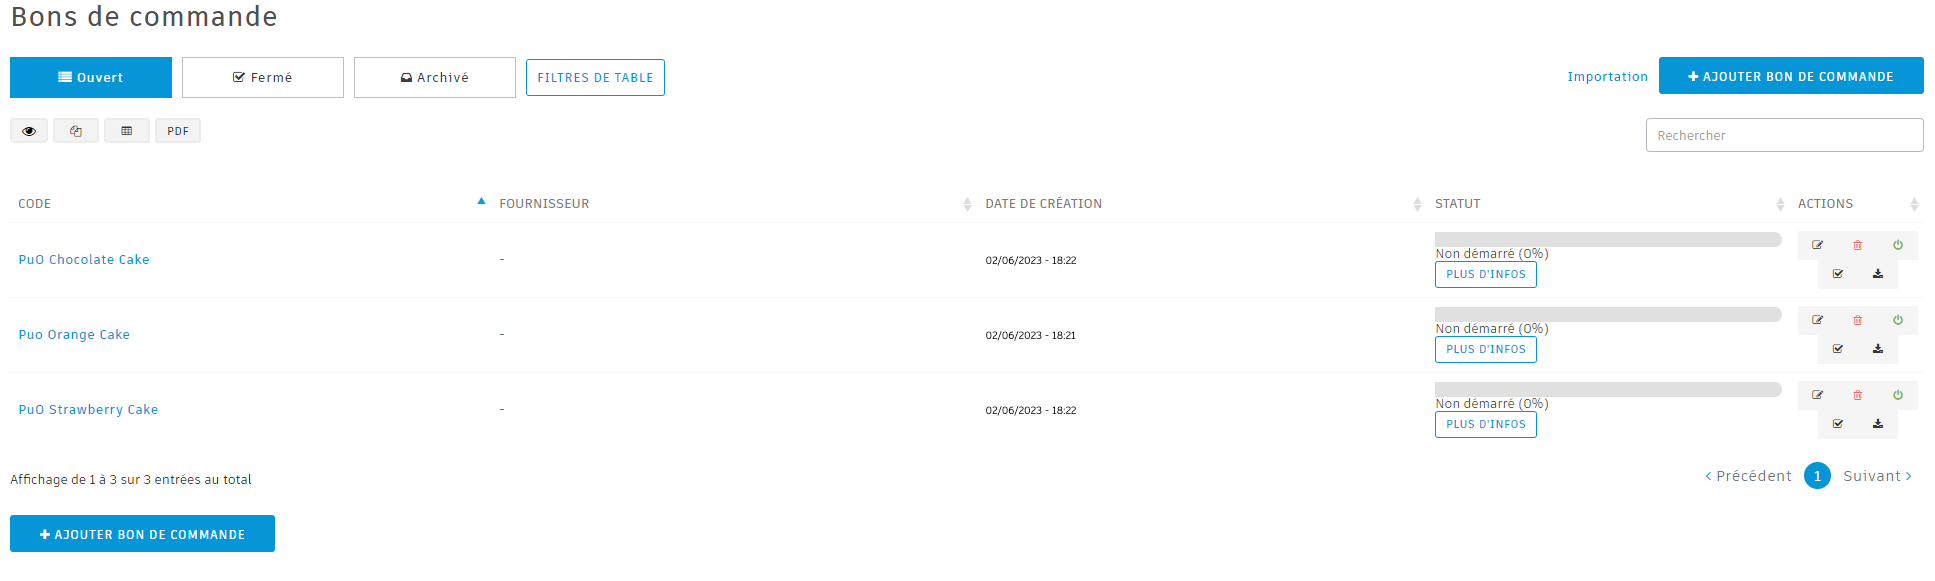 Bons de commande
Ouvert Fermé Archivé FILTRES DE TABLE Importation AJOUTER BON DE COMMANDE
PDF Rechercher
CODE FOURNISSEUR DATE DE CRÉATION STATUT ACTIONS
PuO Chocolate Cake - 02/06/2023 - 18:22 Non démarré (0%)
PLUS D'INFOS
Puo Orange Cake - 02/06/2023 - 18:21 Non démarré (0%)
PLUS D'INFOS
PuO Strawberry Cake - 02/06/2023 - 18:22 Non démarré (0%)
PLUS D'INFOS
Affichage de 1 à 3 sur 3 entrées au total Précédent 1 Suivant
AJOUTER BON DE COMMANDE